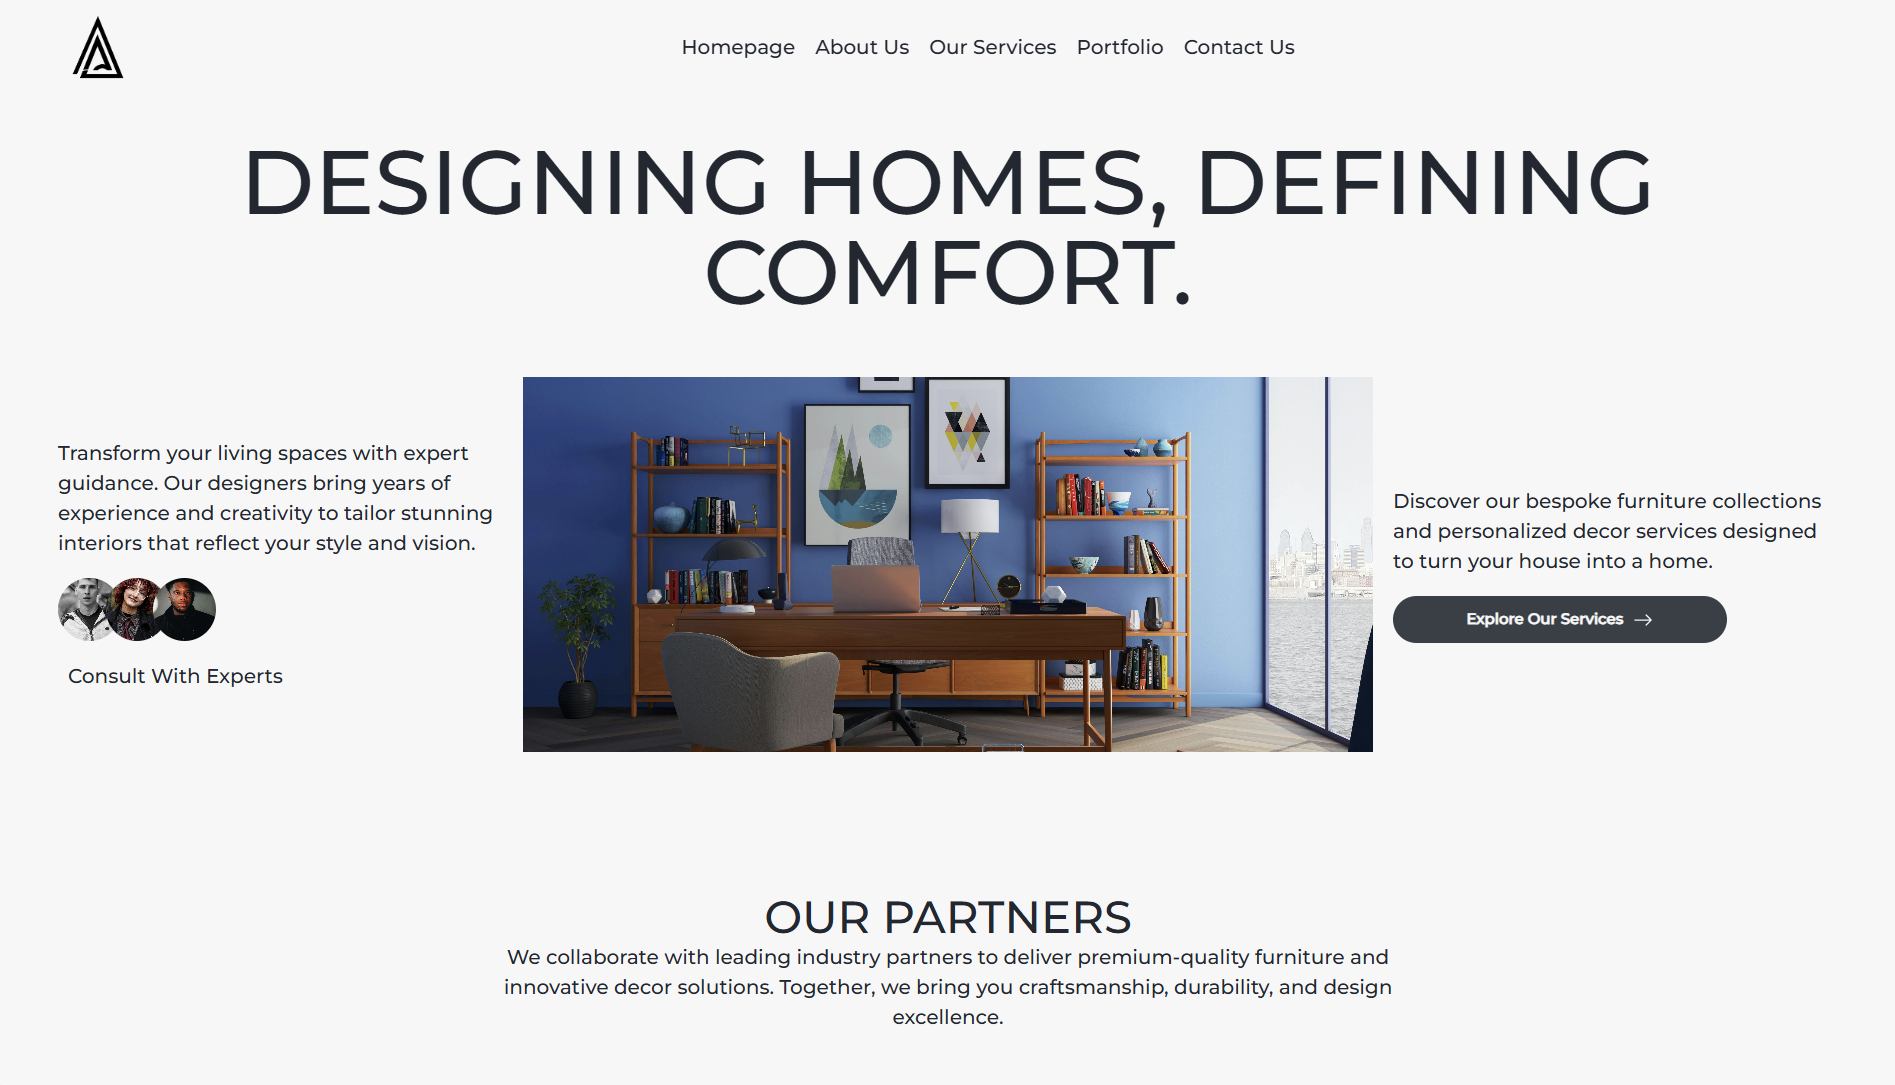 Homepage About Us Our Services Portfolio Contact Us
DESIGNING HOMES, DEFINING
COMFORT.
Transform your living spaces with expert
guidance. Our designers bring years of
experience and creativity to tailor stunning
interiors that reflect your style and vision.
Consult With Experts
Discover our bespoke furniture collections
and personalized decor services designed
to turn your house into a home.
Explore Our Services →
OUR PARTNERS
We collaborate with leading industry partners to deliver premium-quality furniture and
innovative decor solutions. Together, we bring you craftsmanship, durability, and design
excellence.